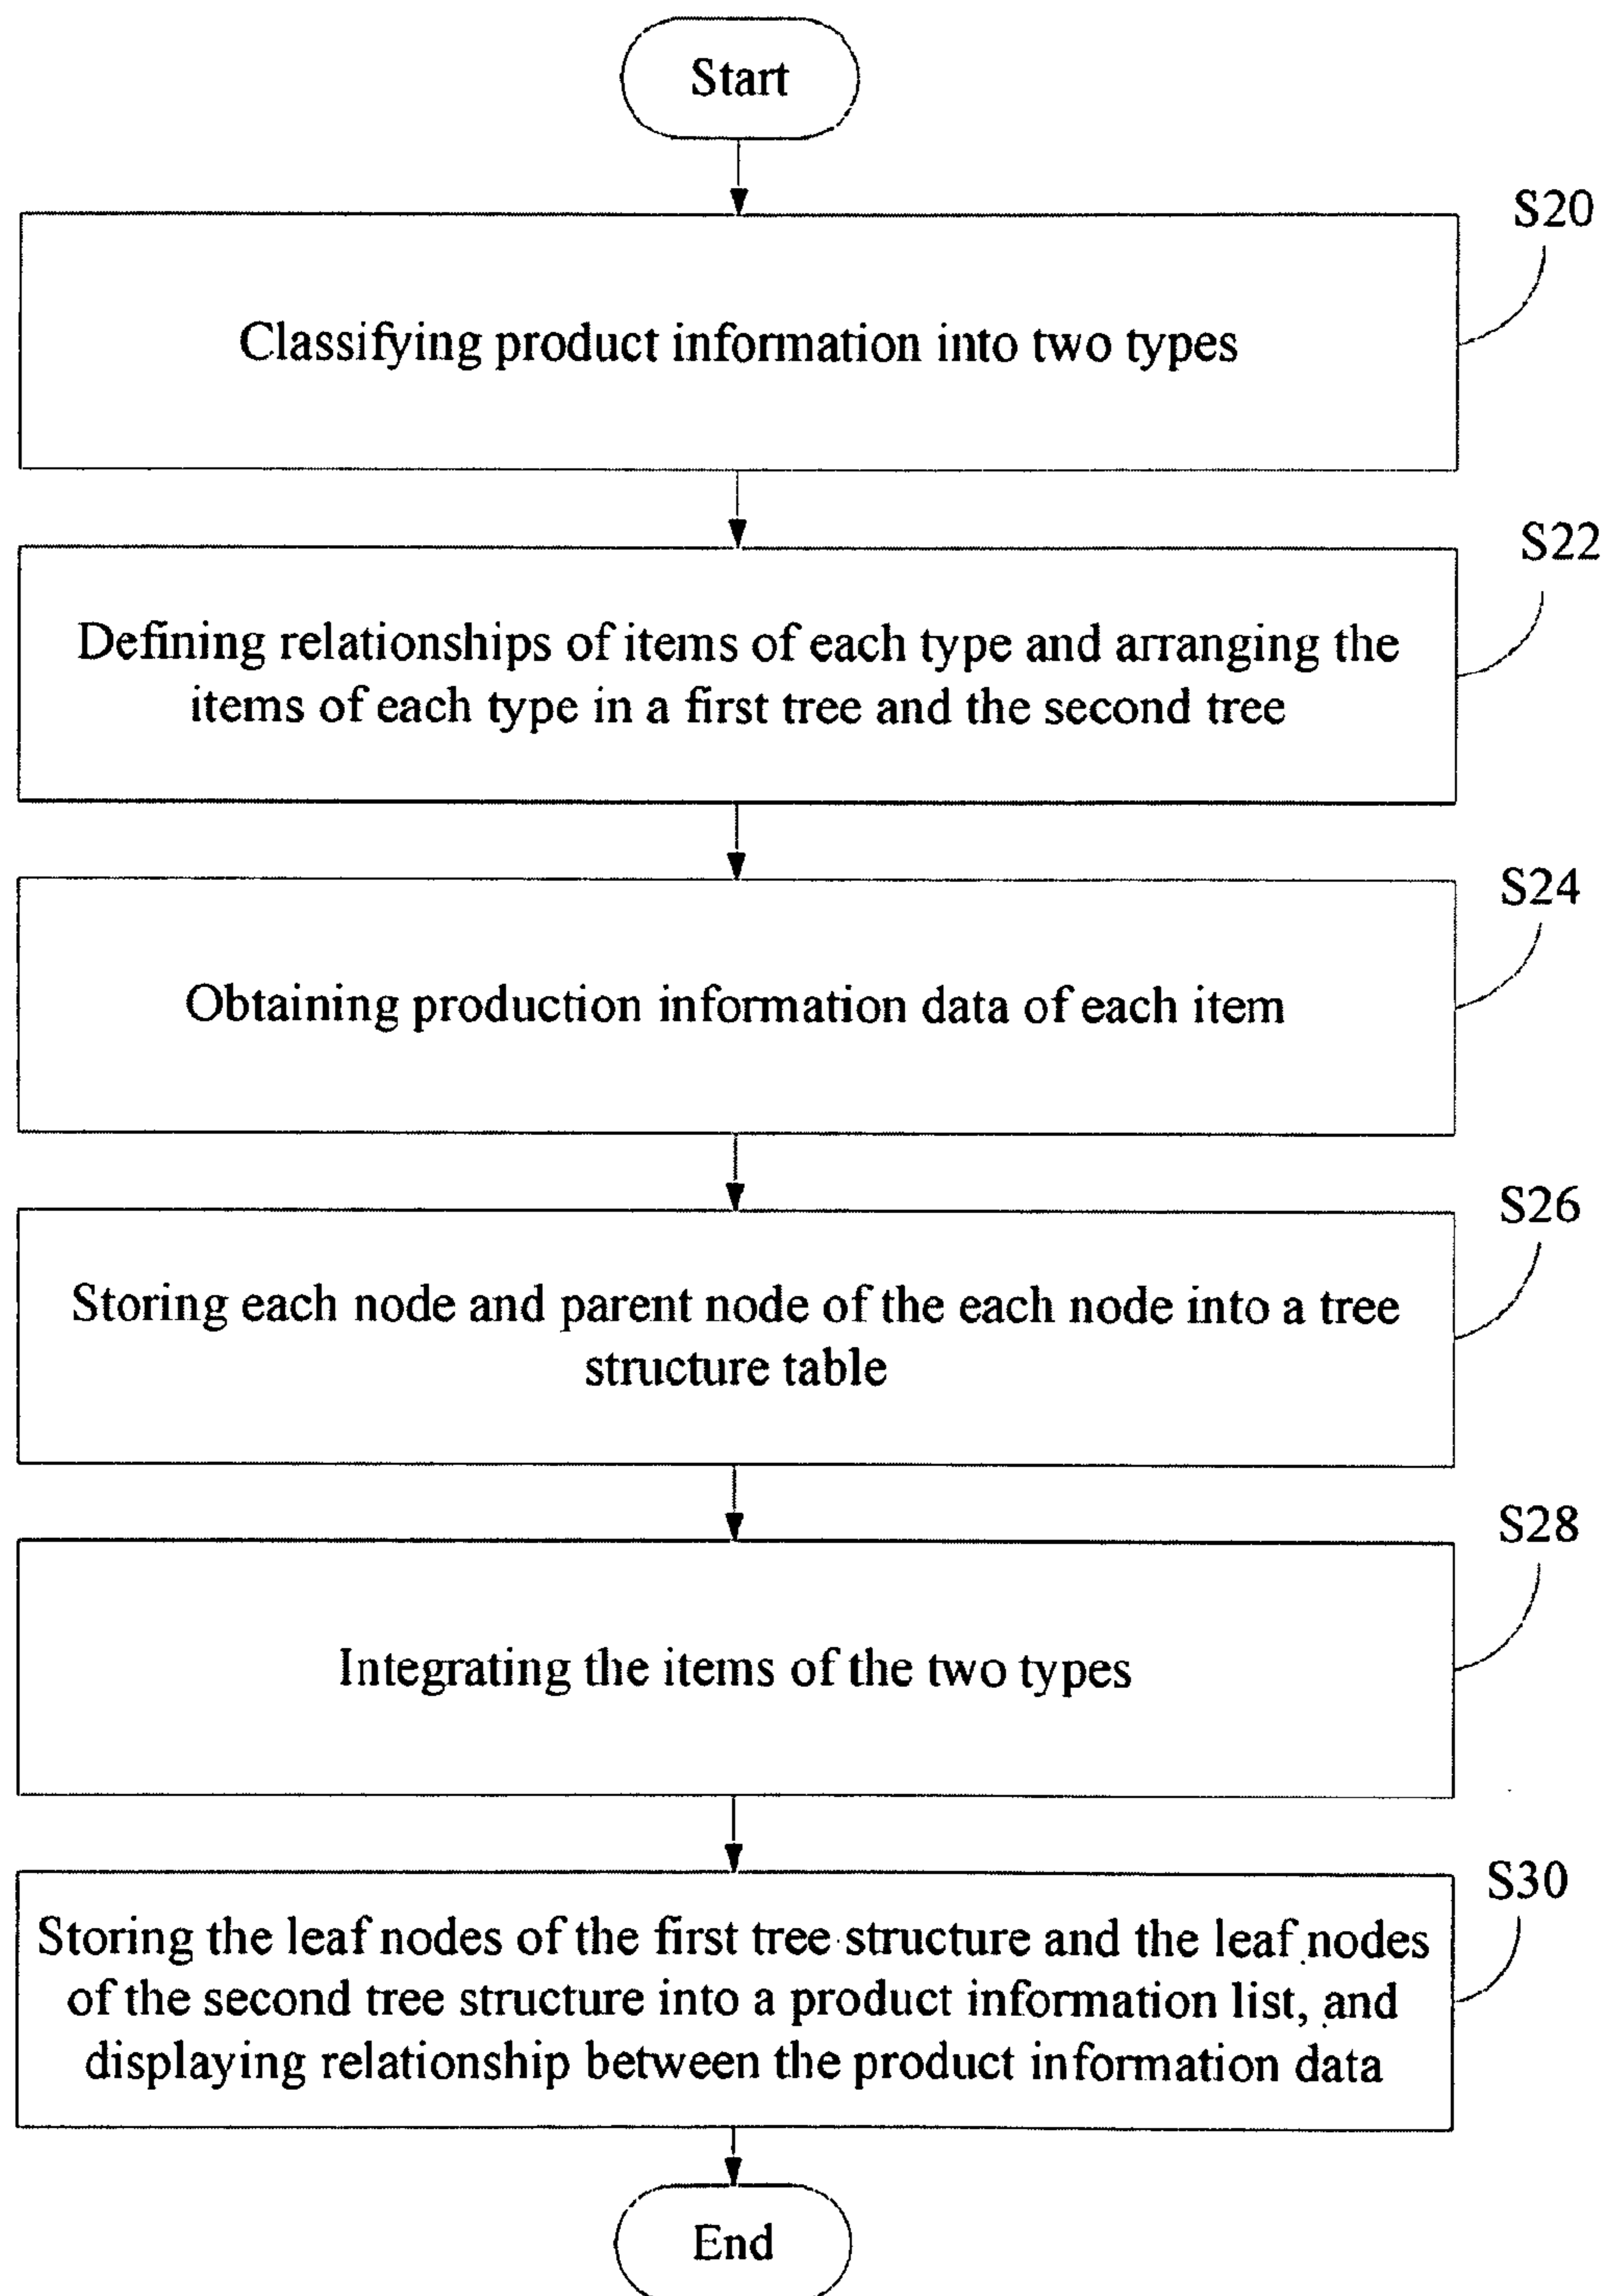 Start
S20
Classifying product information into two types
S22
Defining relationships of items of each type and arranging the
items of each type in a first tree and the second tree
S24
Obtaining production information data of each item
S26
Storing each node and parent node of the each node into a tree
structure table
S28
Integrating the items of the two types
S30
Storing the leaf nodes of the first tree structure and the leaf nodes
of the second tree structure into a product information list, and
displaying relationship between the product information data
End